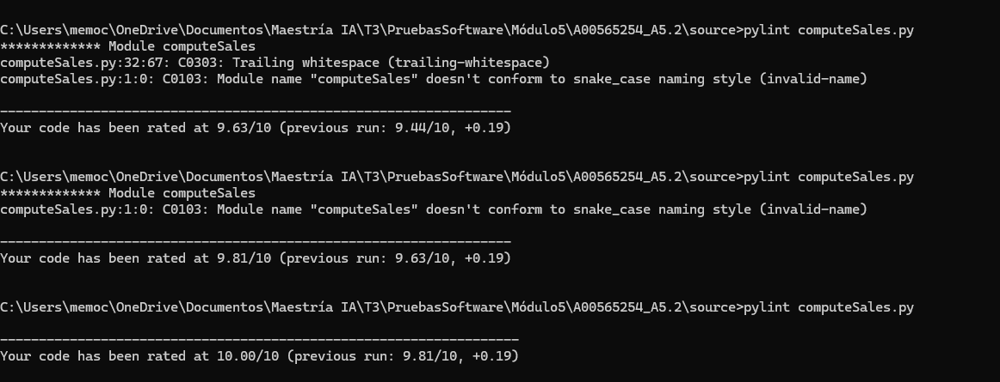 C:\Users\memoc\OneDrive\Documentos\Maestría IA\T3\PruebasSoftware\Módulo5\A00565254_A5.2\source>pylint computeSales.py
************* Module computeSales
computeSales.py:32:67: C0303: Trailing whitespace (trailing-whitespace)
computeSales.py:1:0: C0103: Module name "computeSales" doesn't conform to snake_case naming style (invalid-name)
------------------------------------------------------------------
Your code has been rated at 9.63/10 (previous run: 9.44/10, +0.19)
C:\Users\memoc\OneDrive\Documentos\Maestría IA\T3\PruebasSoftware\Módulo5\A00565254_A5.2\source>pylint computeSales.py
************* Module computeSales
computeSales.py:1:0: C0103: Module name "computeSales" doesn't conform to snake_case naming style (invalid-name)
------------------------------------------------------------------
Your code has been rated at 9.81/10 (previous run: 9.63/10, +0.19)
C:\Users\memoc\OneDrive\Documentos\Maestría IA\T3\PruebasSoftware\Módulo5\A00565254_A5.2\source>pylint computeSales.py
-------------------------------------------------------------------
Your code has been rated at 10.00/10 (previous run: 9.81/10, +0.19)